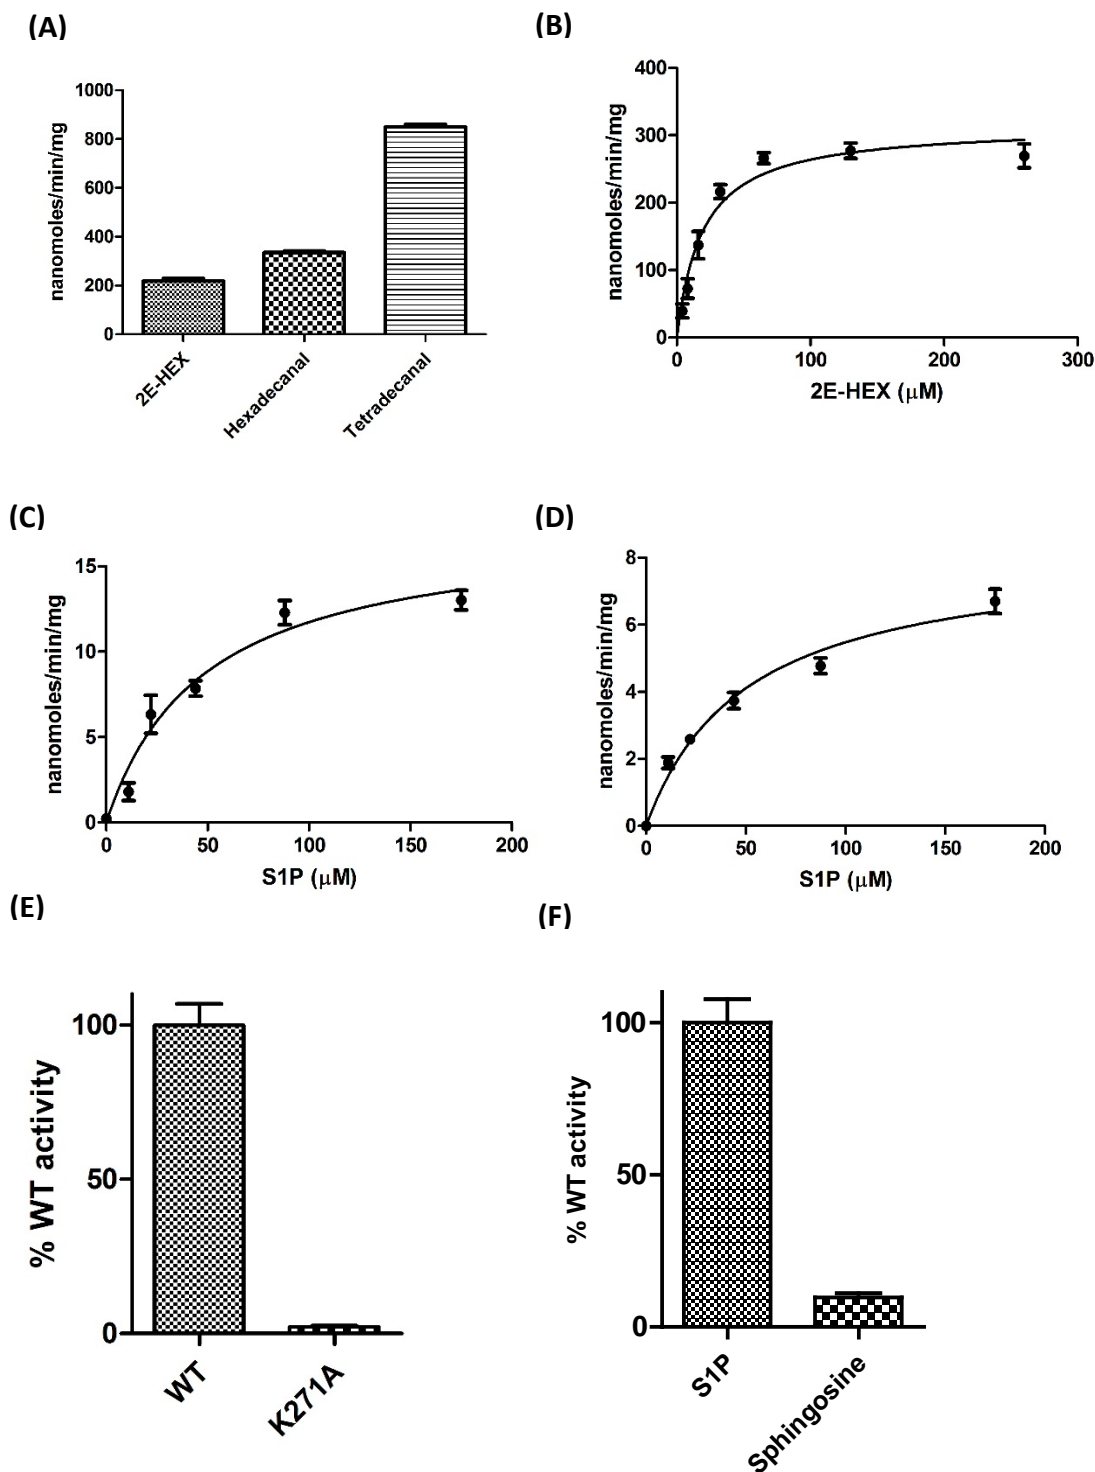 (A)
1000
800
600
400
200
0
nanomoles/min/mg
2E-HEX
Hexadecanal
Tetradecanal
(B)
400
300
200
100
0
nanomoles/min/mg
0 100 200 300
2E-HEX (μM)
(C)
15
10
5
0
nanomoles/min/mg
0 50 100 150 200
S1P (μM)
(D)
8
6
4
2
0
nanomoles/min/mg
0 50 100 150 200
S1P (μM)
(E)
100
50
0
% WT activity
WT
K271A
(F)
100
50
0
% WT activity
S1P
Sphingosine